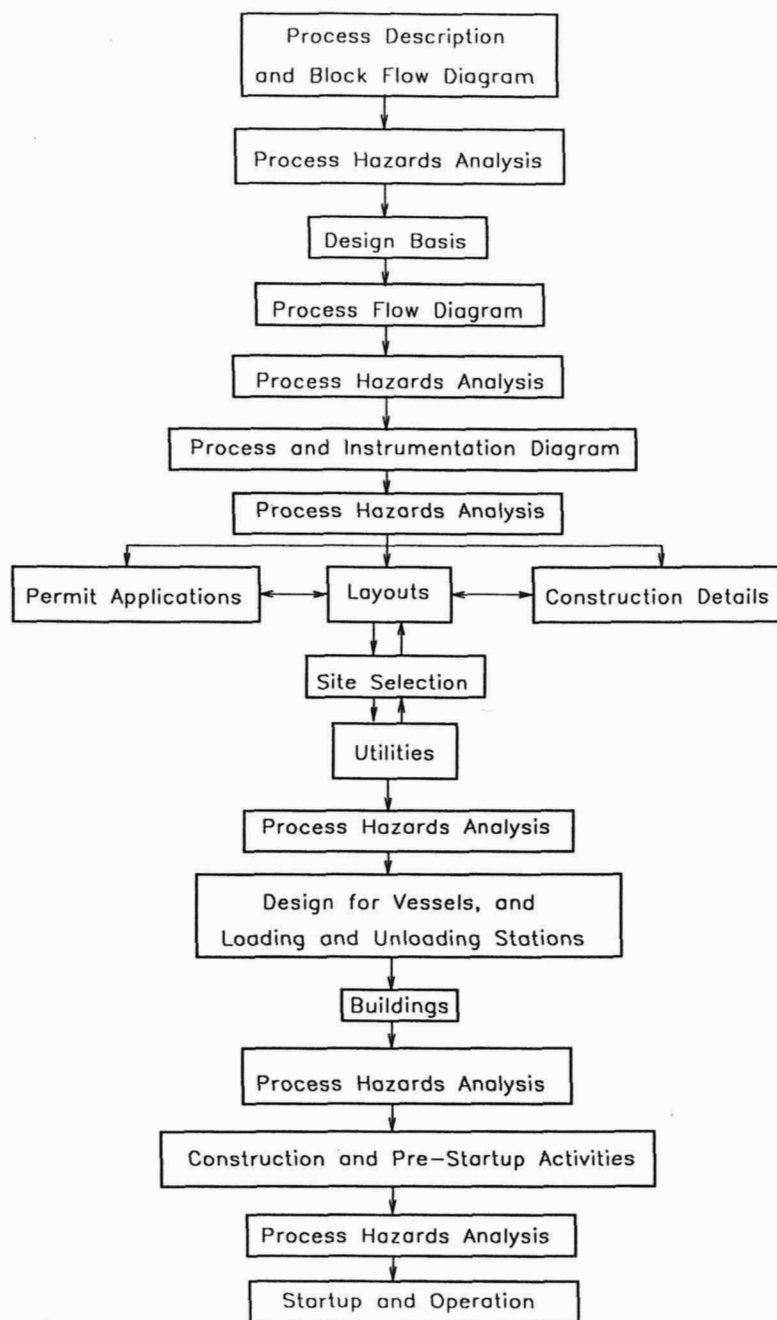 Process Description
and Block Flow Diagram
Process Hazards Analysis
Design Basis
Process Flow Diagram
Process Hazards Analysis
Process and Instrumentation Diagram
Process Hazards Analysis
Permit Applications
Layouts
Construction Details
Site Selection
Utilities
Process Hazards Analysis
Design for Vessels, and
Loading and Unloading Stations
Buildings
Process Hazards Analysis
Construction and Pre-Startup Activities
Process Hazards Analysis
Startup and Operation